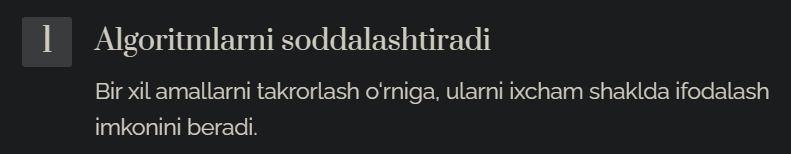 1
Algoritmlarni soddalashtiradi
Bir xil amallarni takrorlash o'rniga, ularni ixcham shaklda ifodalash
imkonini beradi.